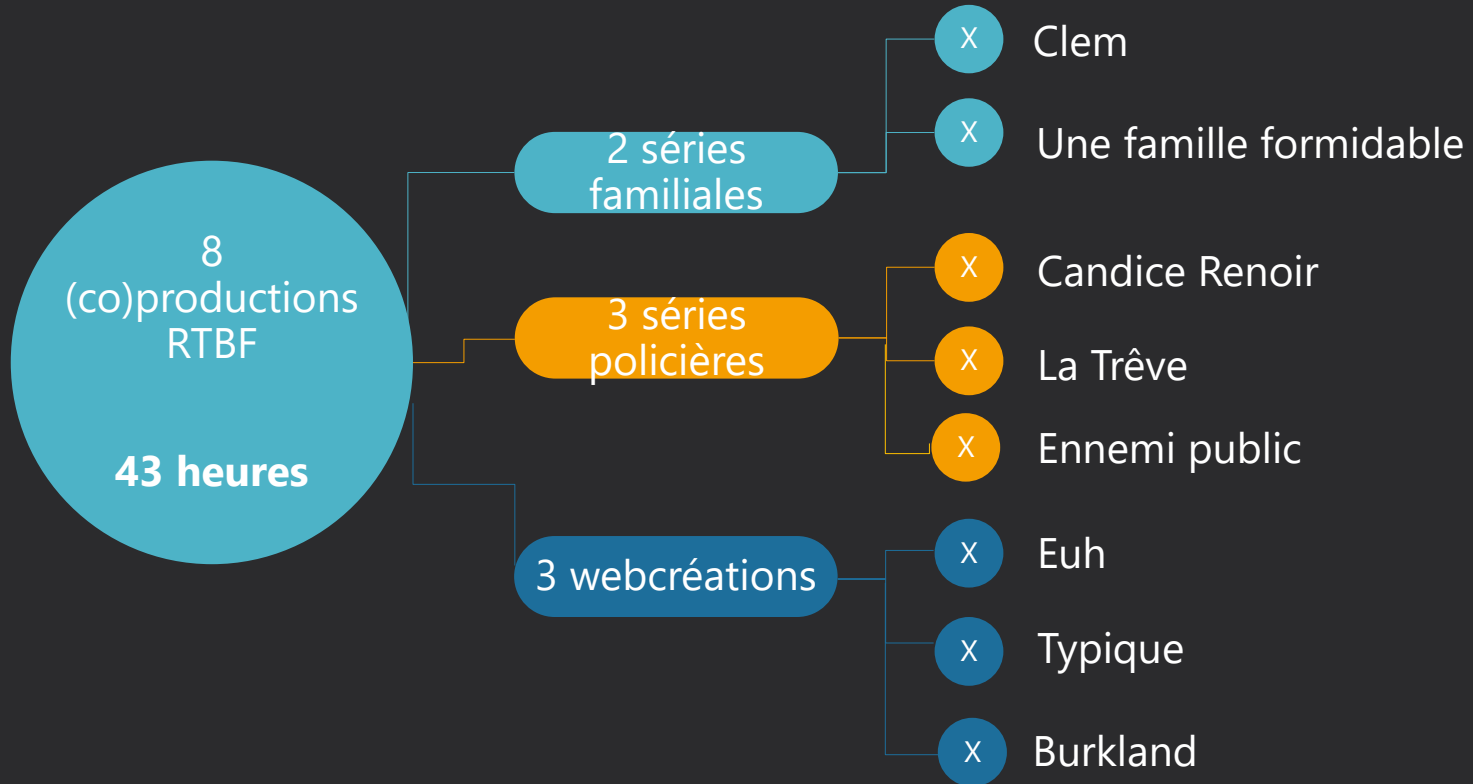 8
(co)productions
RTBF
43 heures
2 séries
familiales
X
Clem
X
Une famille formidable
3 séries
policières
X
Candice Renoir
X
La Trêve
X
Ennemi public
3 webcréations
X
Euh
X
Typique
X
Burkland